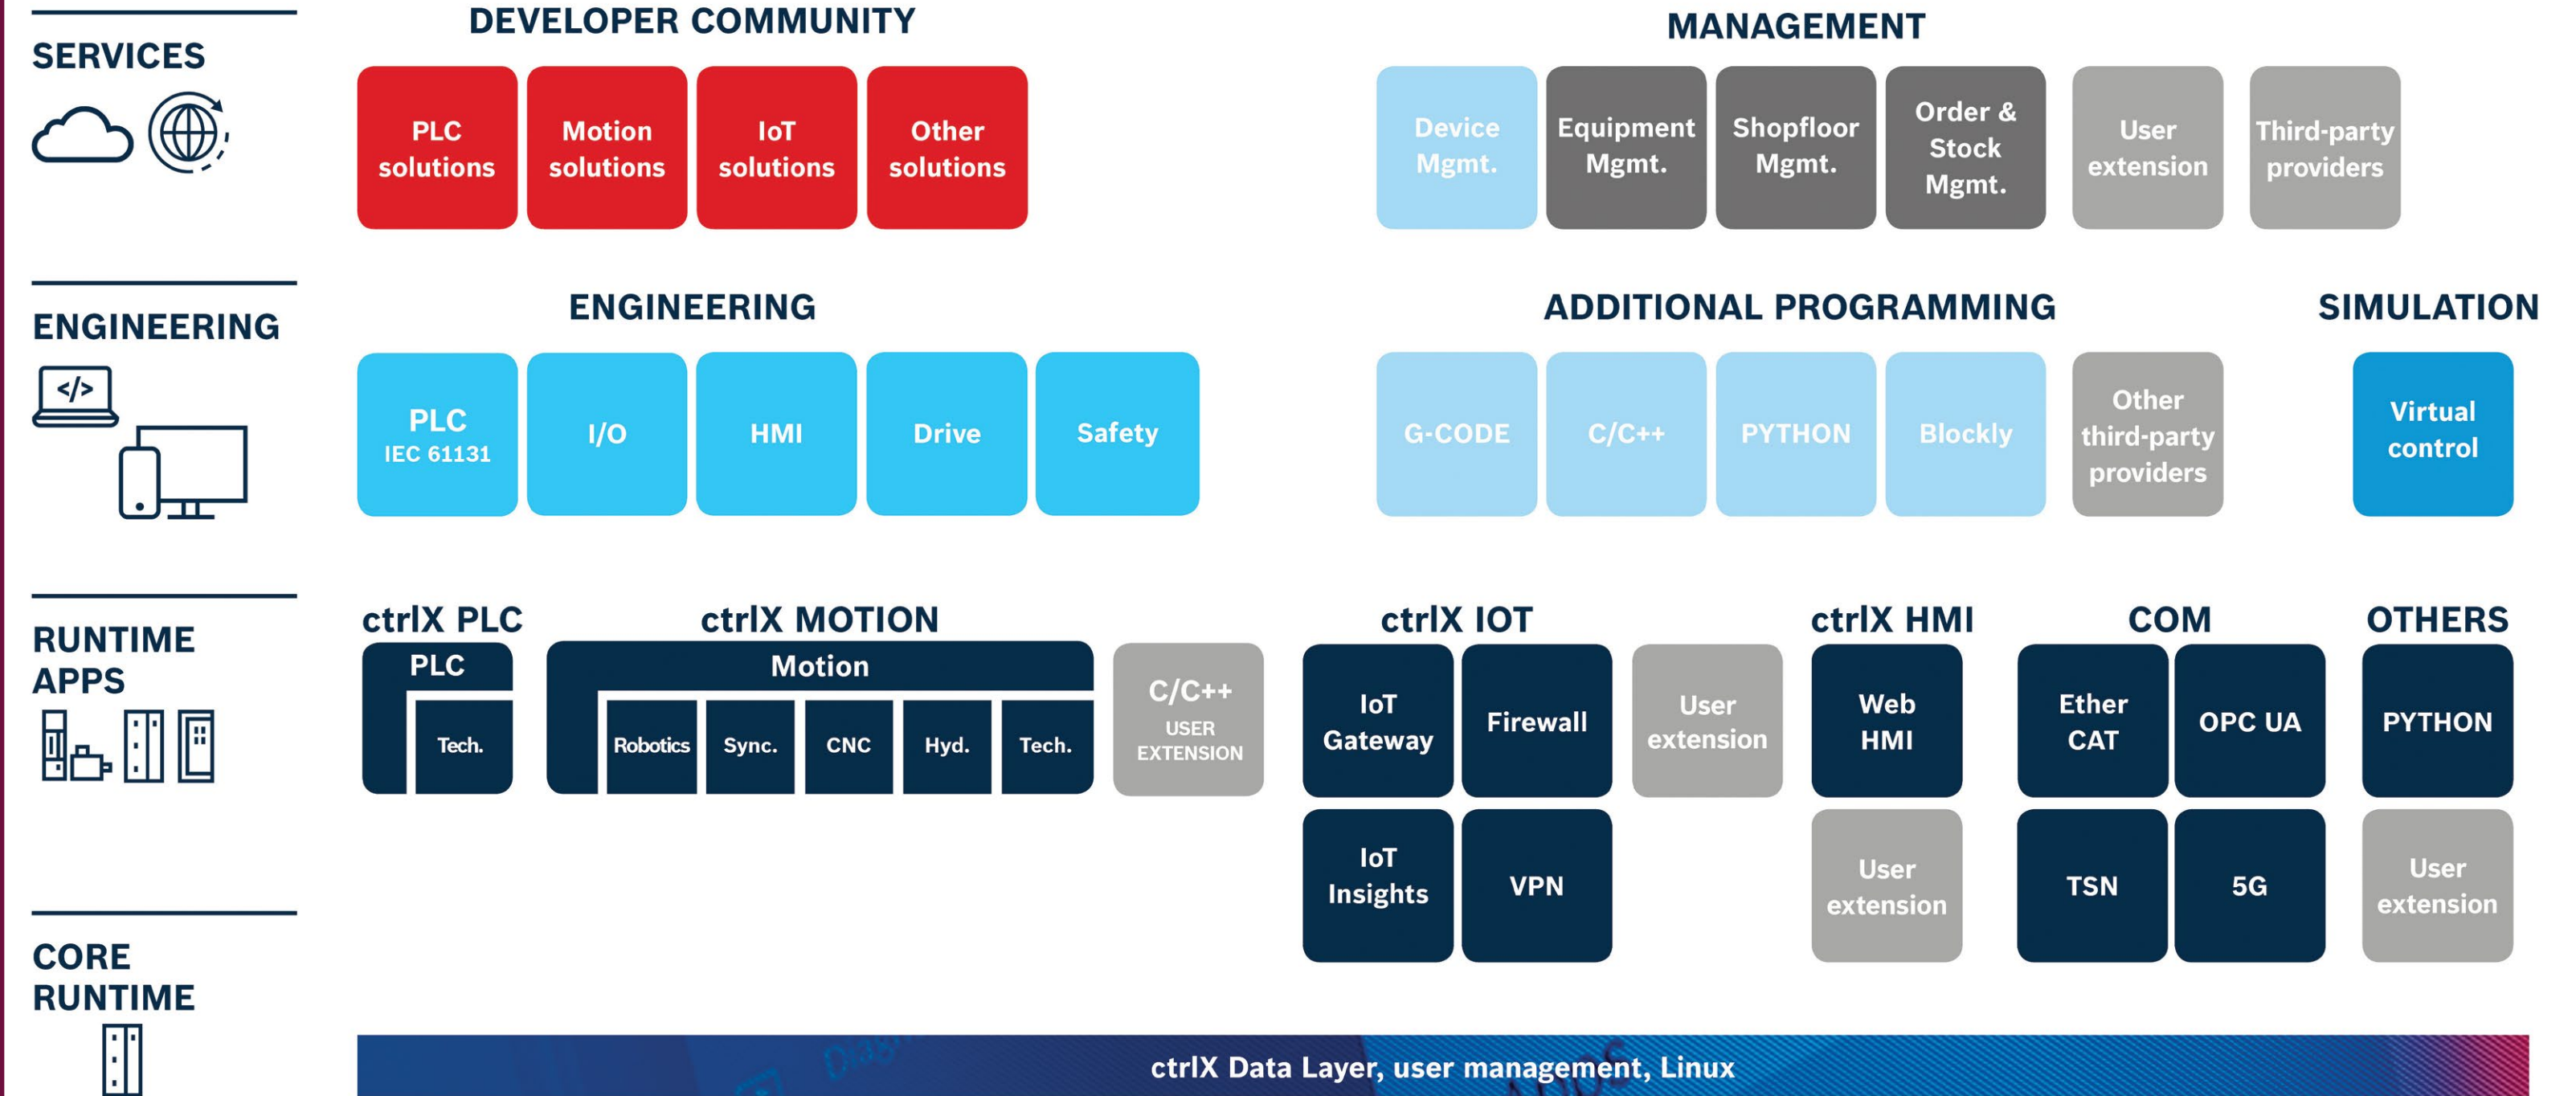 DEVELOPER COMMUNITY
MANAGEMENT
SERVICES
PLC
solutions
Motion
solutions
IoT
solutions
Other
solutions
Device
Mgmt.
Equipment
Mgmt.
Shopfloor
Mgmt.
Order &
Stock
Mgmt.
User
extension
Third-party
providers
ENGINEERING
ENGINEERING
ADDITIONAL PROGRAMMING
SIMULATION
</>
PLC
IEC 61131
I/O
HMI
Drive
Safety
G-CODE
C/C++
PYTHON
Blockly
Other
third-party
providers
Virtual
control
RUNTIME
APPS
ctrlX PLC
PLC
Tech.
ctrlX MOTION
Motion
Robotics
Sync.
CNC
Hyd.
Tech.
C/C++
USER
EXTENSION
ctrlX IOT
IoT
Gateway
Firewall
User
extension
IoT
Insights
VPN
ctrlX HMI
Web
HMI
User
extension
COM
Ether
CAT
OPC UA
TSN
5G
OTHERS
PYTHON
User
extension
CORE
RUNTIME
ctrlX Data Layer, user management, Linux